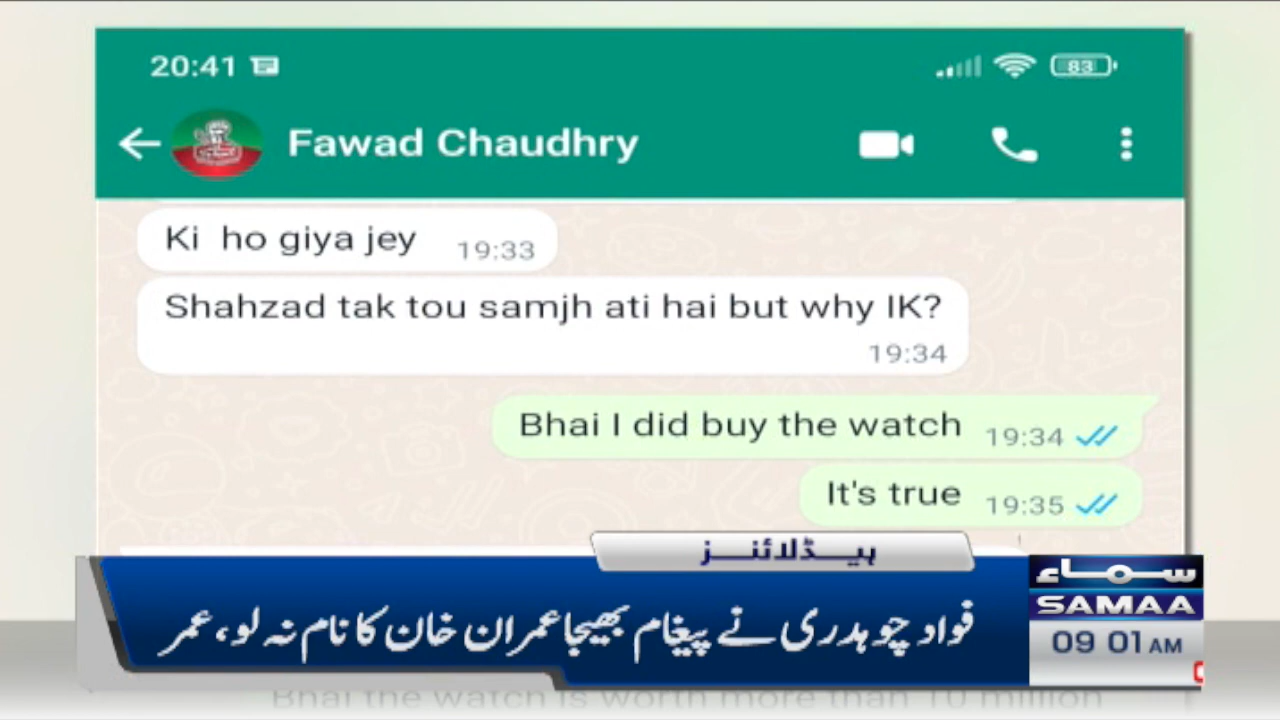 20:41
83
Fawad Chaudhry
Ki ho giya jey 19:33
Shahzad tak tou samjh ati hai but why IK?
19:34
Bhai I did buy the watch 19:34
It's true 19:35
ہیڈلائنز
فواد چوہدری نے پیغام بھیجا عمران خان کا نام نہ لو، عمر
سماء
SAMAA
09 01 AM
Bhai the watch is worth more than 10 million